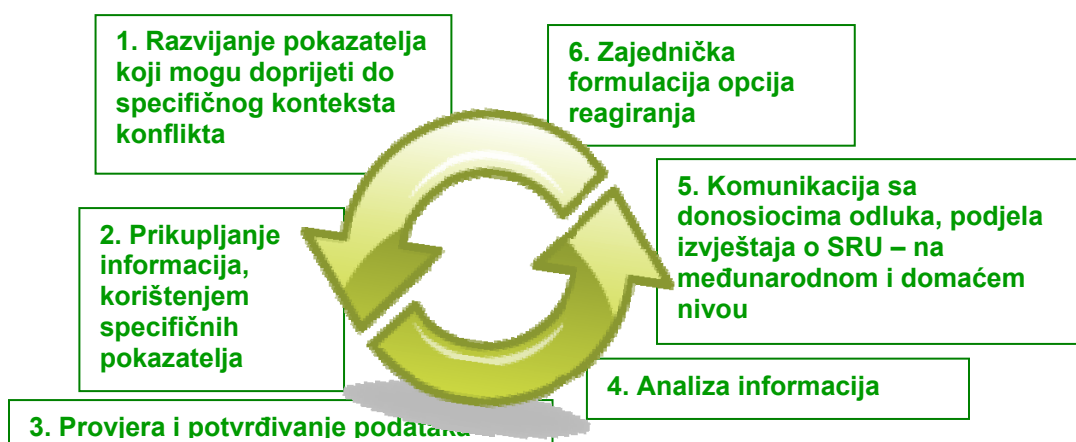 1. Razvijanje pokazatelja
koji mogu doprijeti do
specifičnog konteksta
konflikta
2. Prikupljanje
informacija,
korištenjem
specifičnih
pokazatelja
3. Provjera i potvrđivanje podataka
4. Analiza informacija
5. Komunikacija sa
donosiocima odluka, podjela
izvještaja o SRU – na
međunarodnom i domaćem
nivou
6. Zajednička
formulacija opcija
reagiranja